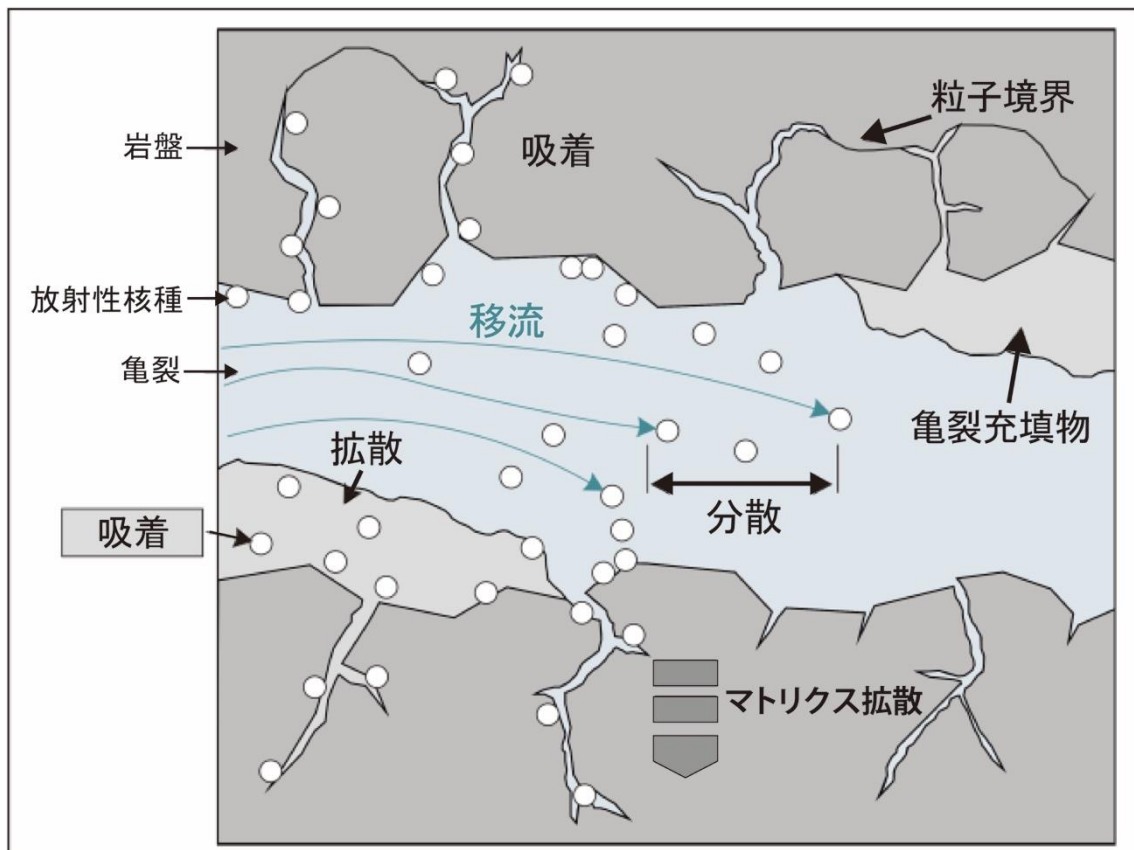 粒子境界
岩盤
吸着
放射性核種
移流
亀裂
亀裂充填物
拡散
分散
吸着
マトリクス拡散